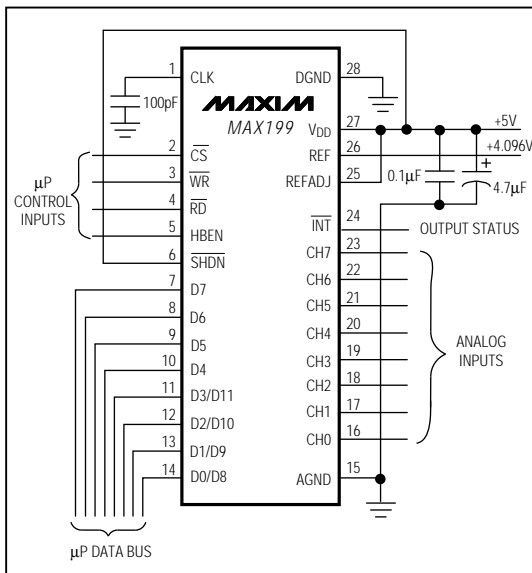 1 CLK
100pF
MAXIM
MAX199
DGND 28
VDD 27
+5V
REF 26
+4.096V
REFADJ 25
0.1µF
+
4.7µF
µP
CONTROL
INPUTS
2 CS
3 WR
4 RD
5 HBEN
6 SHDN
INT 24
OUTPUT STATUS
7 D7
8 D6
9 D5
10 D4
11 D3/D11
12 D2/D10
13 D1/D9
14 D0/D8
CH7 23
CH6 22
CH5 21
CH4 20
CH3 19
CH2 18
CH1 17
CH0 16
ANALOG
INPUTS
AGND 15
µP DATA BUS